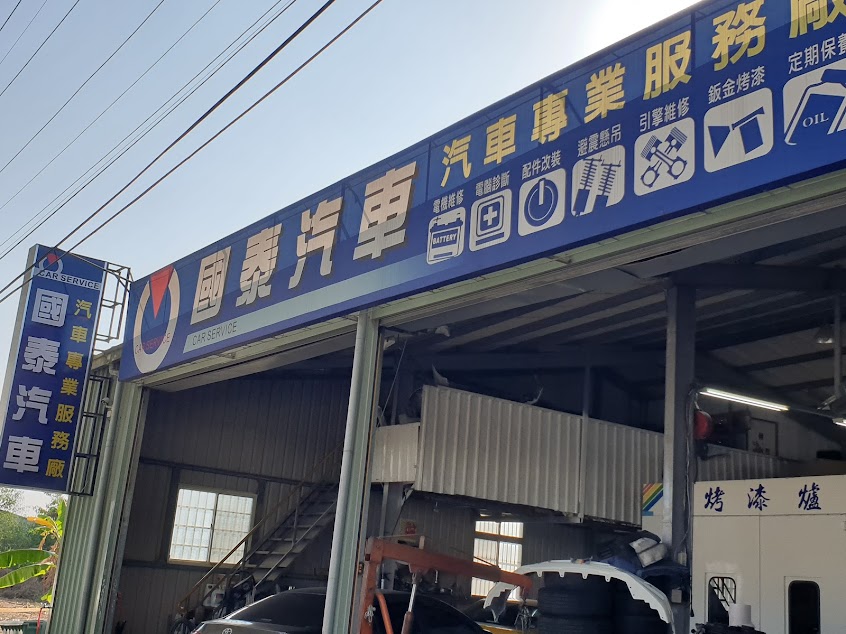 CAR SERVICE
國泰汽車
汽車專業服務廠
CAR SERVICE
國泰汽車
CAR SERVICE
汽車專業服務廠
電機維修
BATTERY
電腦診斷
配件改裝
避震懸吊
引擎維修
鈑金烤漆
定期保養
OIL
烤漆爐